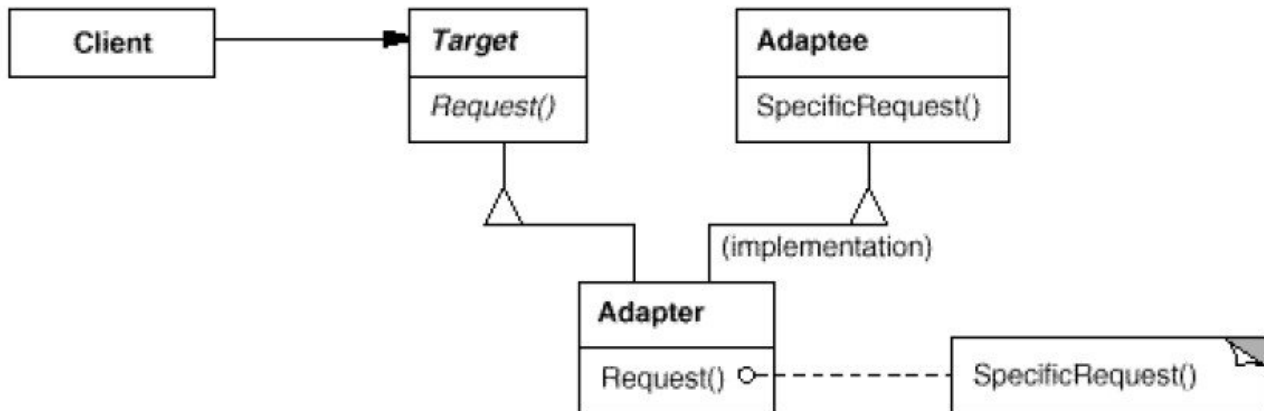 Client
Target
Request()
Adaptee
SpecificRequest()
(implementation)
Adapter
Request()
SpecificRequest()